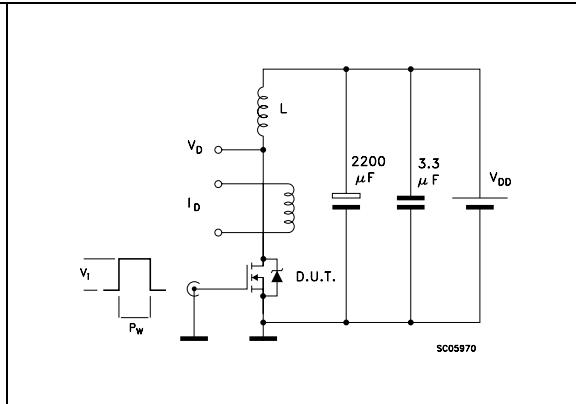 L
V_D
2200
μF
3.3
μF
V_DD
I_D
V_i
D.U.T.
P_W
SC05970